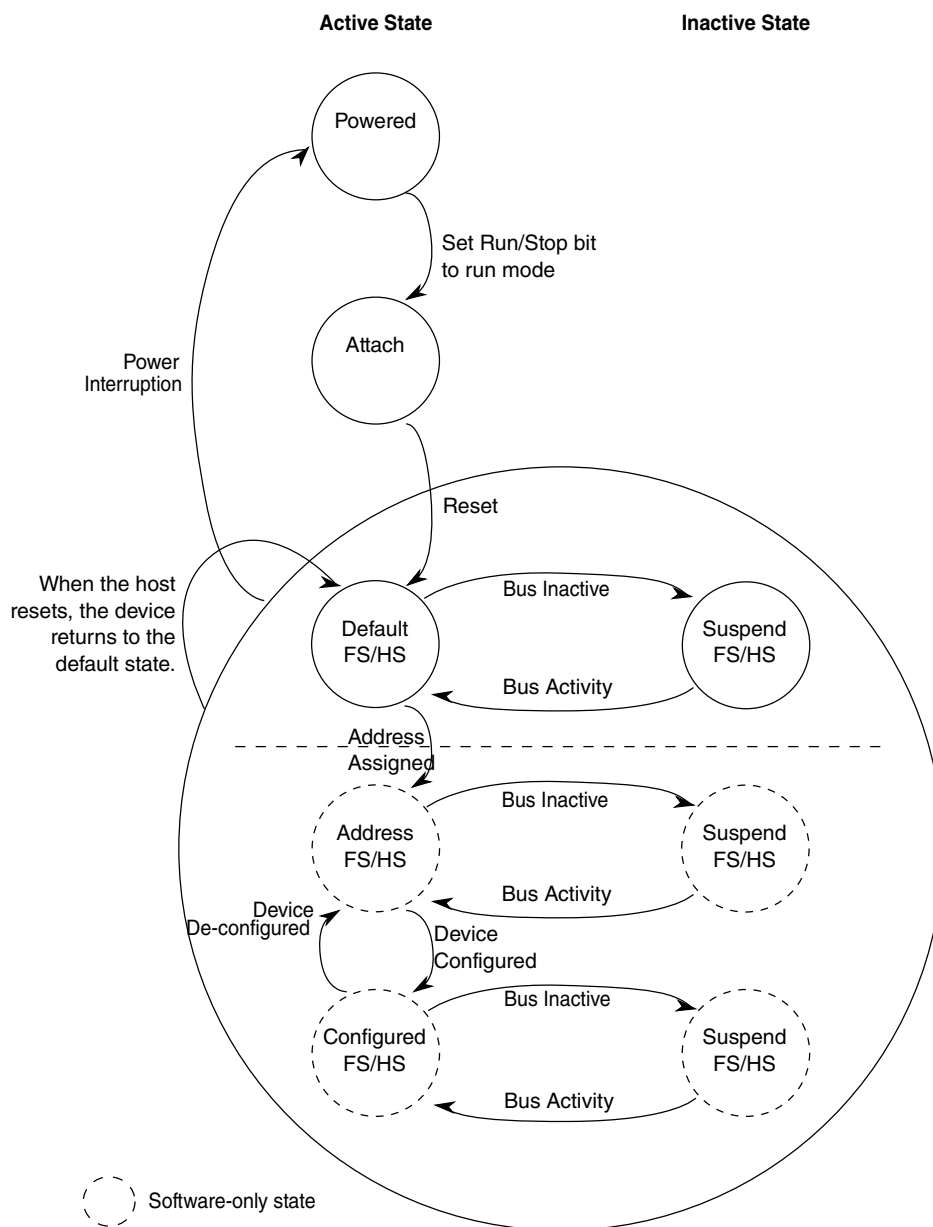 Active State
Inactive State
Powered
Set Run/Stop bit
to run mode
Attach
Power
Interruption
Reset
When the host
resets, the device
returns to the
default state.
Default
FS/HS
Bus Inactive
Suspend
FS/HS
Bus Activity
Address
Assigned
Address
FS/HS
Bus Inactive
Suspend
FS/HS
Bus Activity
Device
De-configured
Device
Configured
Configured
FS/HS
Bus Inactive
Suspend
FS/HS
Bus Activity
Software-only state